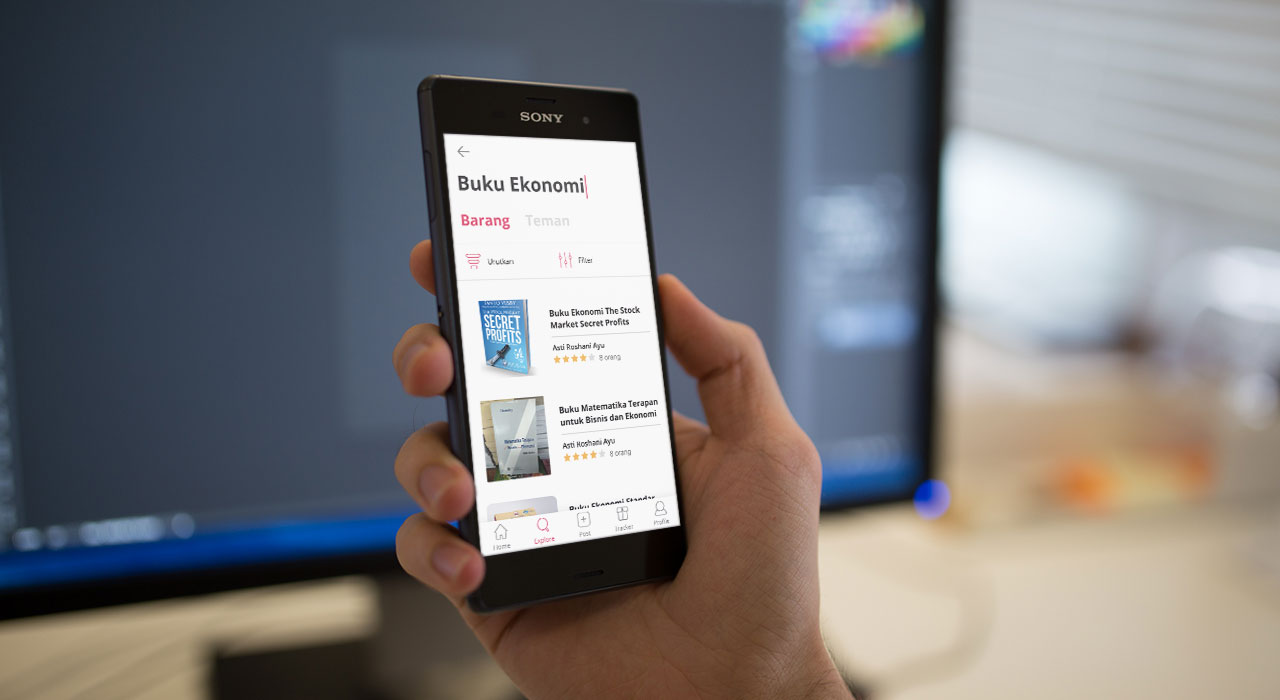 SONY
Buku Ekonomi
Barang Teman
Urutkan Filter
SECRET
PROFITS
Buku Ekonomi The Stock
Market Secret Profits
Asti Roshani Ayu
8 orang
Buku Matematika Terapan
untuk Bisnis dan Ekonomi
Asti Roshani Ayu
8 orang
Buku Ekonomi Standar
Home Explore Post Tracker Profile